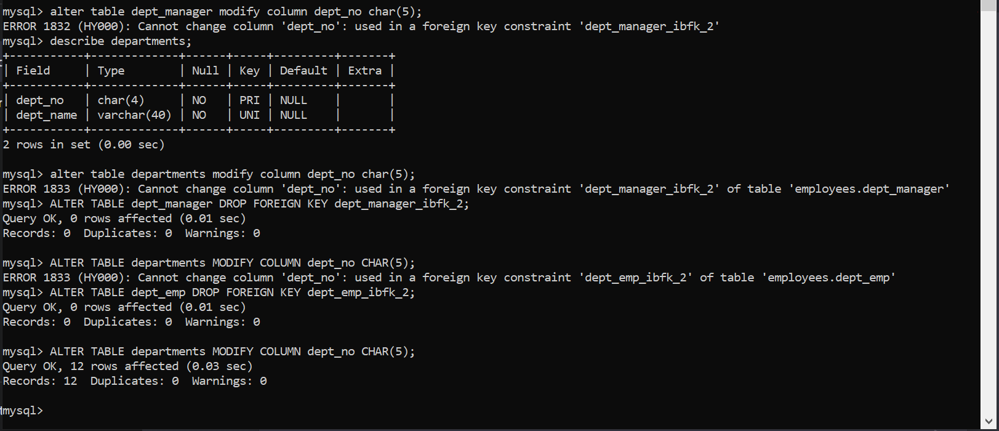 mysql> alter table dept_manager modify column dept_no char(5);
ERROR 1832 (HY000): Cannot change column 'dept_no': used in a foreign key constraint 'dept_manager_ibfk_2'
mysql> describe departments;
+-----------+-------------+------+-----+---------+-------+
| Field     | Type        | Null | Key | Default | Extra |
+-----------+-------------+------+-----+---------+-------+
| dept_no   | char(4)     | NO   | PRI | NULL    |       |
| dept_name | varchar(40) | NO   | UNI | NULL    |       |
+-----------+-------------+------+-----+---------+-------+
2 rows in set (0.00 sec)
mysql> alter table departments modify column dept_no char(5);
ERROR 1833 (HY000): Cannot change column 'dept_no': used in a foreign key constraint 'dept_manager_ibfk_2' of table 'employees.dept_manager'
mysql> ALTER TABLE dept_manager DROP FOREIGN KEY dept_manager_ibfk_2;
Query OK, 0 rows affected (0.01 sec)
Records: 0  Duplicates: 0  Warnings: 0
mysql> ALTER TABLE departments MODIFY COLUMN dept_no CHAR(5);
ERROR 1833 (HY000): Cannot change column 'dept_no': used in a foreign key constraint 'dept_emp_ibfk_2' of table 'employees.dept_emp'
mysql> ALTER TABLE dept_emp DROP FOREIGN KEY dept_emp_ibfk_2;
Query OK, 0 rows affected (0.01 sec)
Records: 0  Duplicates: 0  Warnings: 0
mysql> ALTER TABLE departments MODIFY COLUMN dept_no CHAR(5);
Query OK, 12 rows affected (0.03 sec)
Records: 12  Duplicates: 0  Warnings: 0
mysql>